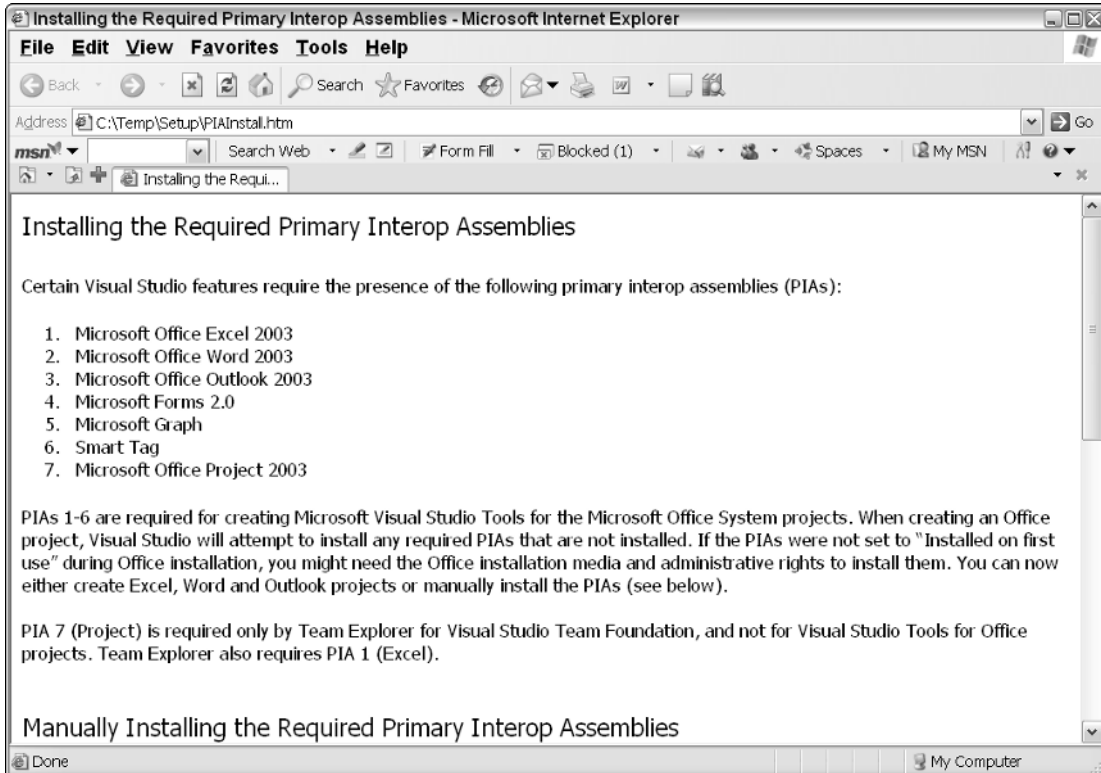 Installing the Required Primary Interop Assemblies - Microsoft Internet Explorer
File Edit View Favorites Tools Help
Back Search Favorites
Address C:\Temp\Setup\PIAInstall.htm Go
msn Search Web Form Fill Blocked (1) Spaces My MSN
Installing the Requi...
Installing the Required Primary Interop Assemblies
Certain Visual Studio features require the presence of the following primary interop assemblies (PIAs):
1. Microsoft Office Excel 2003
2. Microsoft Office Word 2003
3. Microsoft Office Outlook 2003
4. Microsoft Forms 2.0
5. Microsoft Graph
6. Smart Tag
7. Microsoft Office Project 2003
PIAs 1-6 are required for creating Microsoft Visual Studio Tools for the Microsoft Office System projects. When creating an Office
project, Visual Studio will attempt to install any required PIAs that are not installed. If the PIAs were not set to "Installed on first
use" during Office installation, you might need the Office installation media and administrative rights to install them. You can now
either create Excel, Word and Outlook projects or manually install the PIAs (see below).
PIA 7 (Project) is required only by Team Explorer for Visual Studio Team Foundation, and not for Visual Studio Tools for Office
projects. Team Explorer also requires PIA 1 (Excel).
Manually Installing the Required Primary Interop Assemblies
Done My Computer